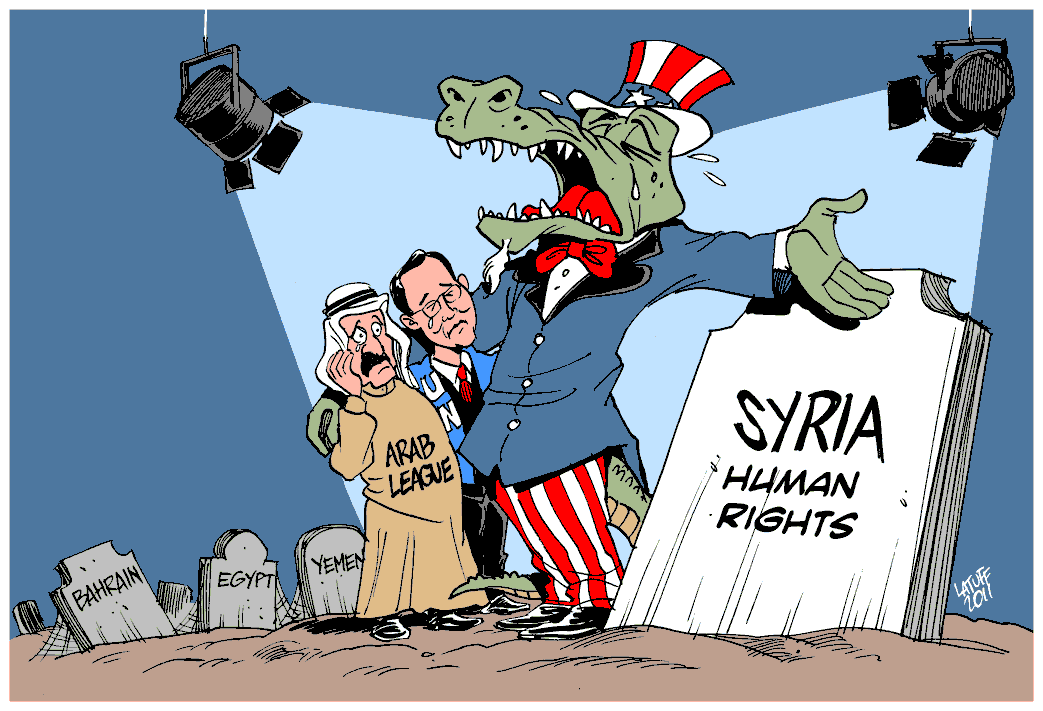 UN
ARAB
LEAGUE
SYRIA
HUMAN
RIGHTS
BAHRAIN
EGYPT
YEMEN
LATUFF
2011